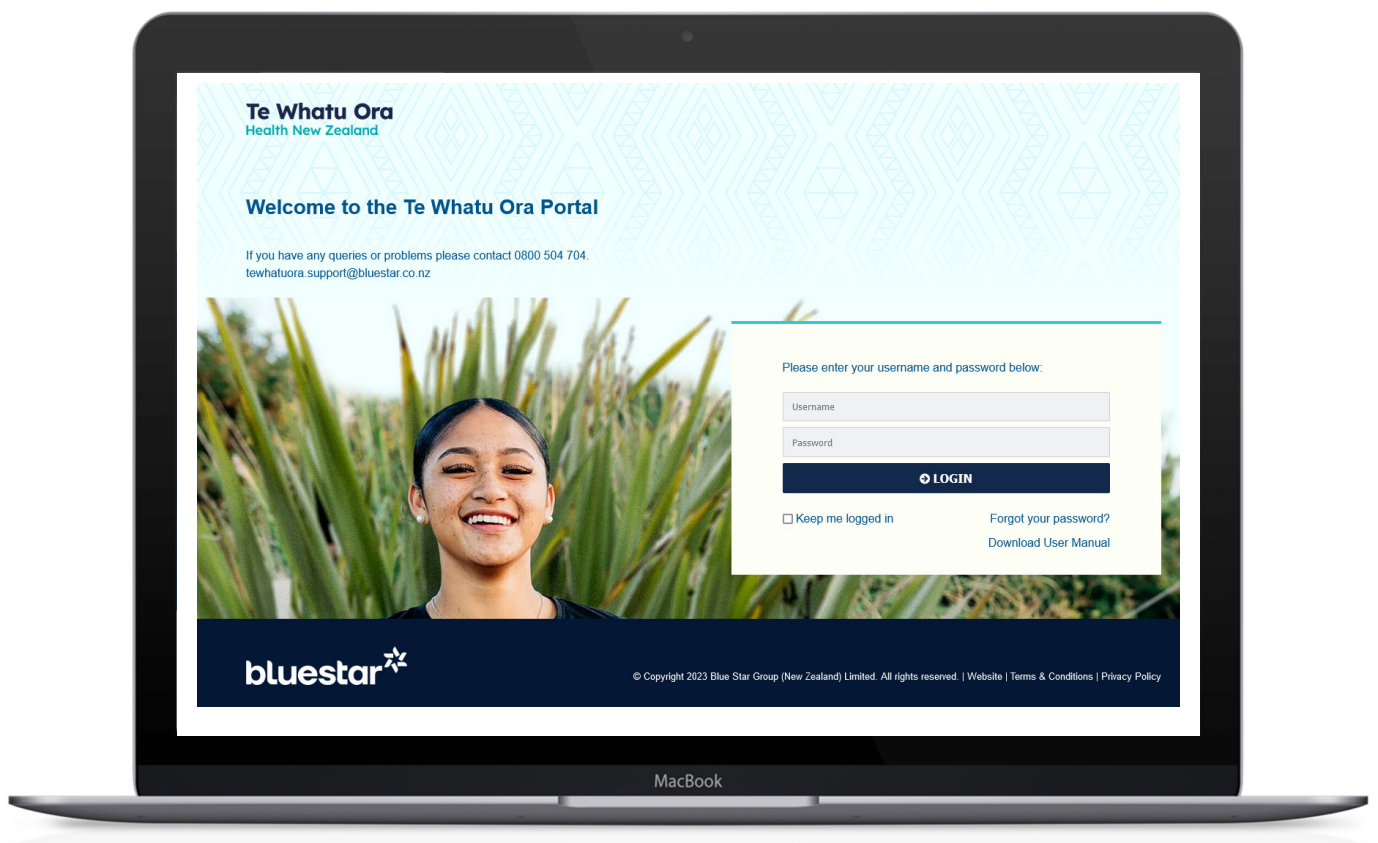 Te Whatu Ora
Health New Zealand
Welcome to the Te Whatu Ora Portal
If you have any queries or problems please contact 0800 504 704.
tewhatuora.support@bluestar.co.nz
Please enter your username and password below:
Username
Password
LOGIN
Keep me logged in
Forgot your password?
Download User Manual
bluestar
© Copyright 2023 Blue Star Group (New Zealand) Limited. All rights reserved. | Website | Terms & Conditions | Privacy Policy
MacBook